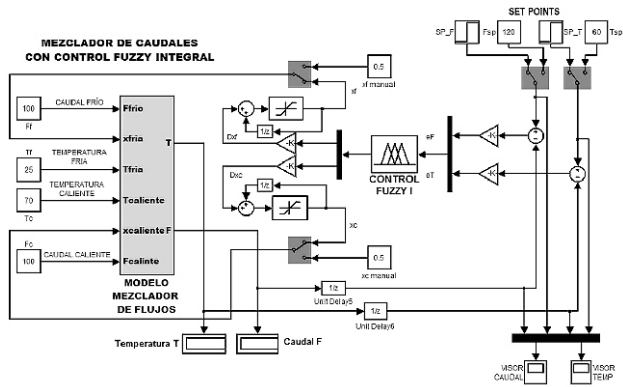 SET POINTS
SP_F
Fsp
120
SP_T
60
Tsp
MEZCLADOR DE CAUDALES
CON CONTROL FUZZY INTEGRAL
0.5
xf manual
xf
100
CAUDAL FRÍO
Ff
Ffrio
xfria
Tf
25
TEMPERATURA
FRIA
Tfria
T
TEMPERATURA
CALIENTE
70
Tc
Tcaliente
xcaliente
F
Fc
100
CAUDAL CALIENTE
Fcalinte
MODELO
MEZCLADOR
DE FLUJOS
1/z
Dxf
-K-
-K-
Dxc
1/z
xc
CONTROL
FUZZY I
eF
eT
-K-
-K-
0.5
xc manual
1/z
Unit Delay5
1/z
Unit Delay6
Temperatura T
Caudal F
VISOR
CAUDAL
VISOR
TEMP